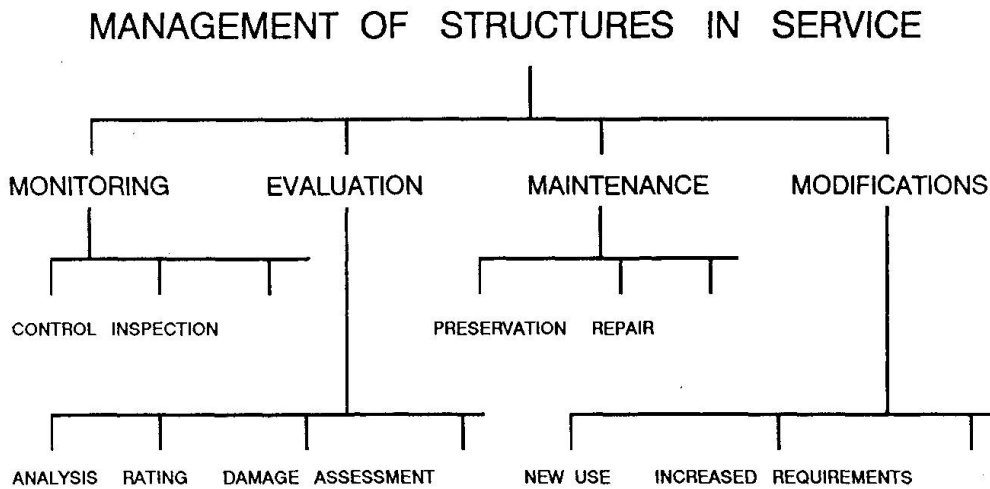 MANAGEMENT OF STRUCTURES IN SERVICE
MONITORING EVALUATION MAINTENANCE MODIFICATIONS
CONTROL INSPECTION PRESERVATION REPAIR
ANALYSIS RATING DAMAGE ASSESSMENT NEW USE INCREASED REQUIREMENTS